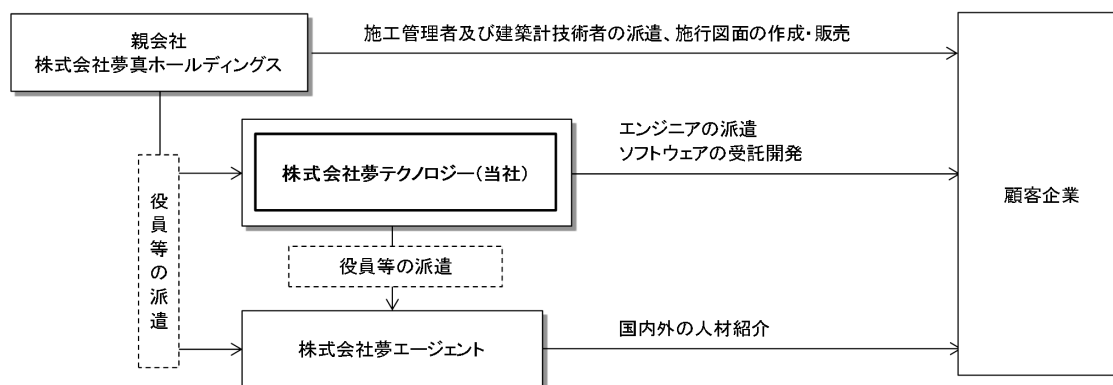 親会社
株式会社夢真ホールディングス
施工管理者及び建築計技術者の派遣、施行図面の作成・販売
エンジニアの派遣
ソフトウェアの受託開発
株式会社夢テクノロジー(当社)
顧客企業
役員等の派遣
役員等の派遣
国内外の人材紹介
株式会社夢エージェント